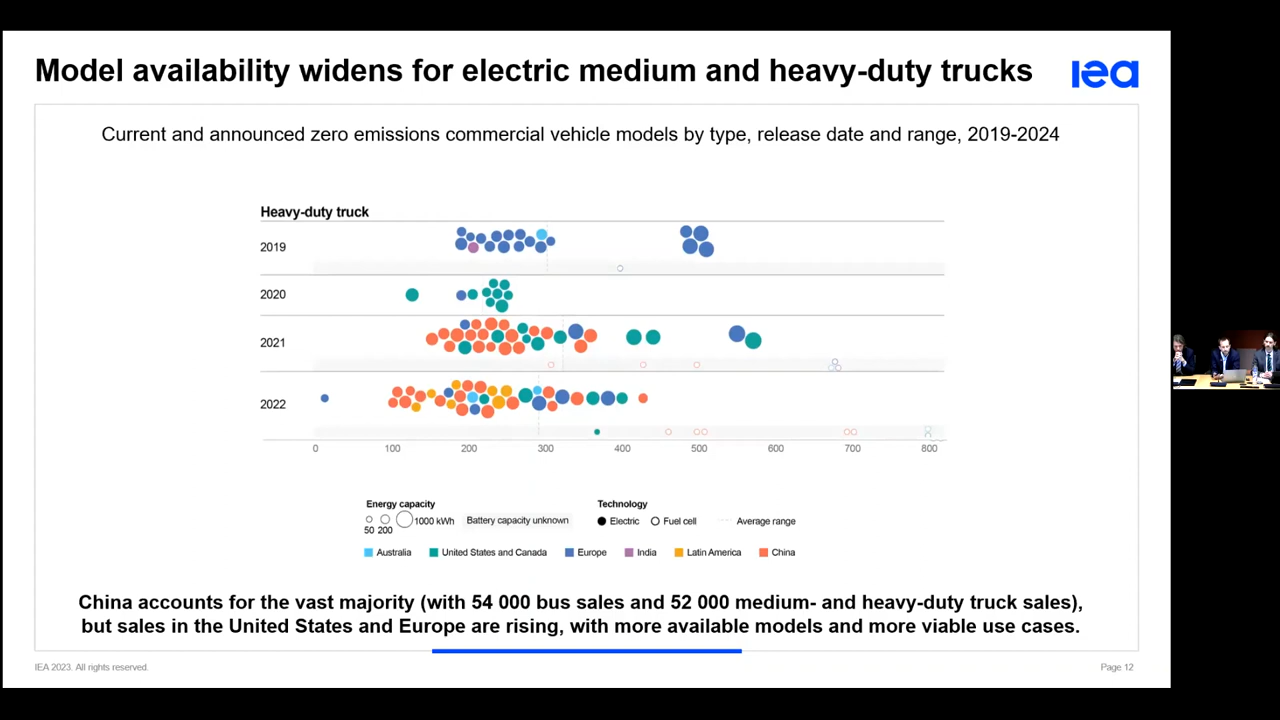 Model availability widens for electric medium and heavy-duty trucks
iea
Current and announced zero emissions commercial vehicle models by type, release date and range, 2019-2024
Heavy-duty truck
2019
2020
2021
2022
0 100 200 300 400 500 600 700 800
Energy capacity
50 200 1000 kWh
Battery capacity unknown
Technology
Electric Fuel cell Average range
Australia United States and Canada Europe India Latin America China
China accounts for the vast majority (with 54 000 bus sales and 52 000 medium- and heavy-duty truck sales),
but sales in the United States and Europe are rising, with more available models and more viable use cases.
IEA 2023. All rights reserved.
Page 12